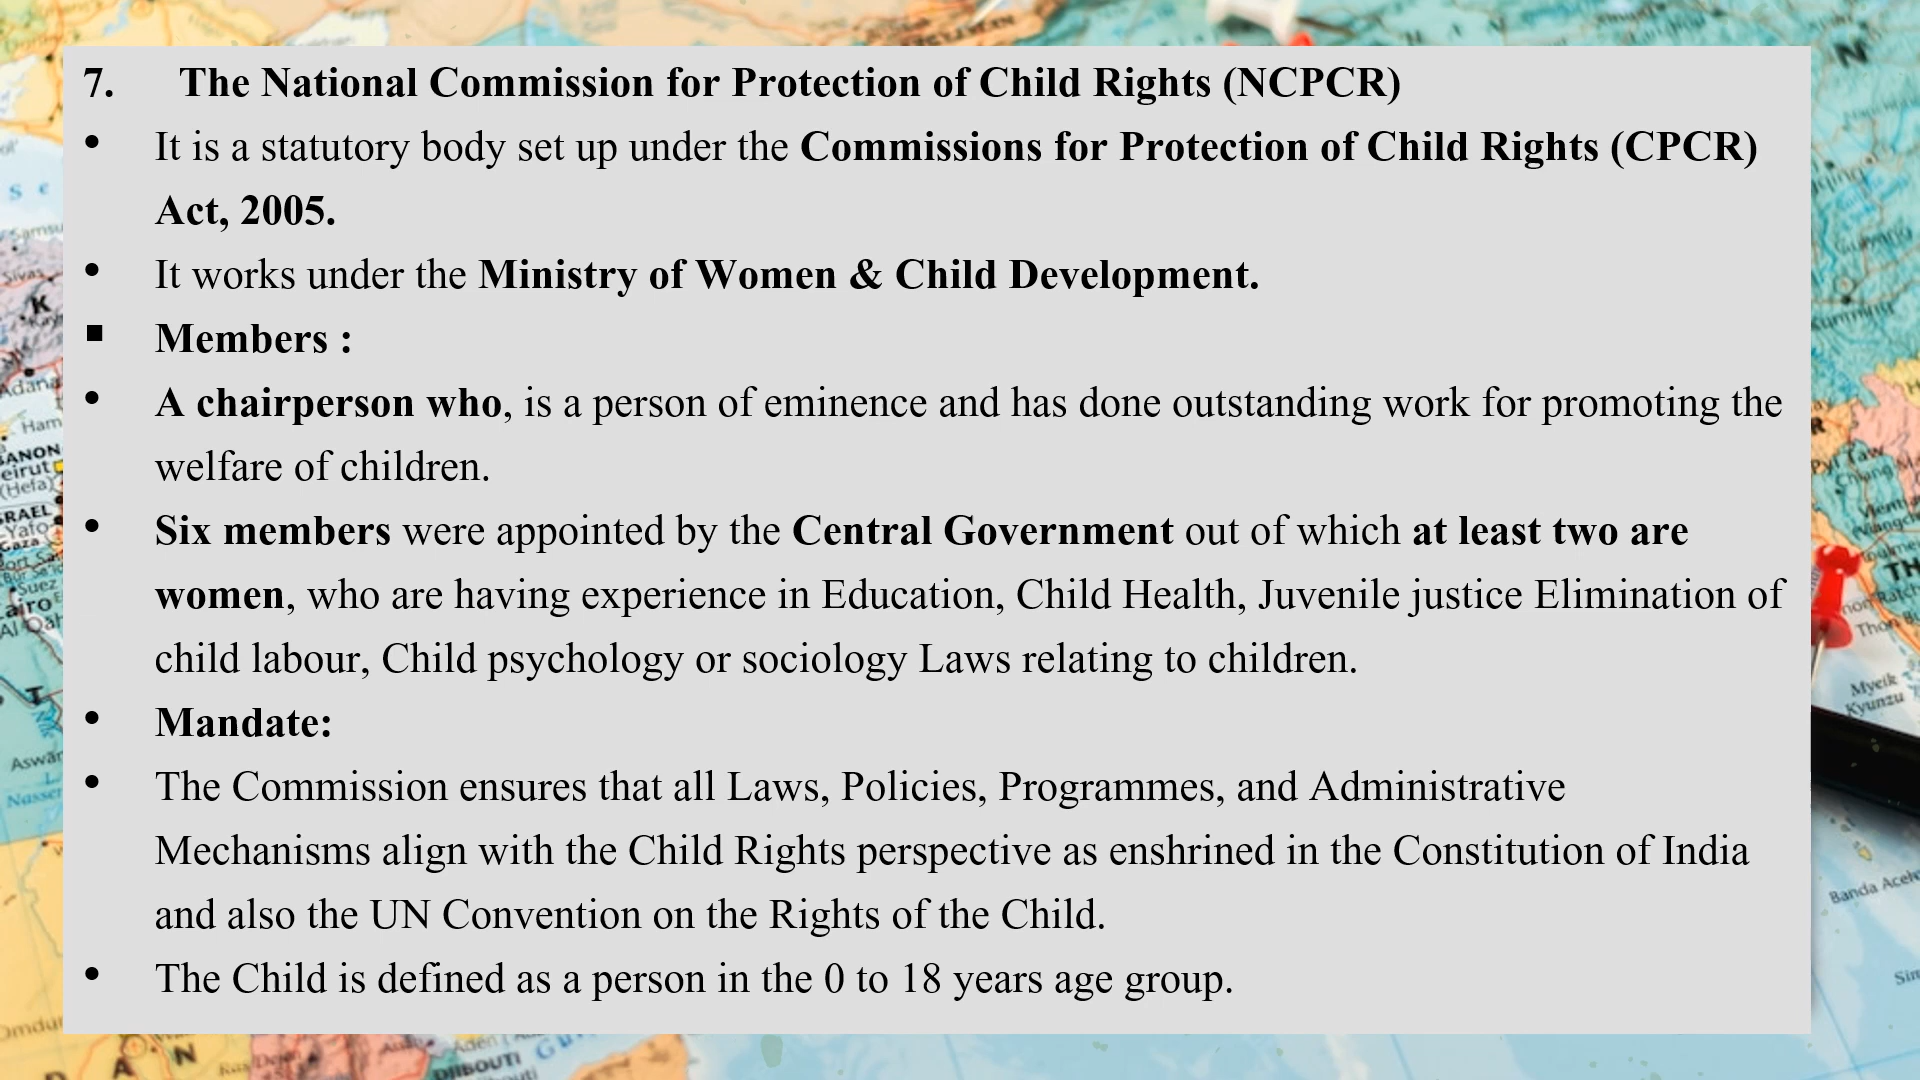 7. The National Commission for Protection of Child Rights (NCPCR)
• It is a statutory body set up under the Commissions for Protection of Child Rights (CPCR)
Act, 2005.
• It works under the Ministry of Women & Child Development.
▪ Members :
• A chairperson who, is a person of eminence and has done outstanding work for promoting the
welfare of children.
• Six members were appointed by the Central Government out of which at least two are
women, who are having experience in Education, Child Health, Juvenile justice Elimination of
child labour, Child psychology or sociology Laws relating to children.
• Mandate:
• The Commission ensures that all Laws, Policies, Programmes, and Administrative
Mechanisms align with the Child Rights perspective as enshrined in the Constitution of India
and also the UN Convention on the Rights of the Child.
• The Child is defined as a person in the 0 to 18 years age group.